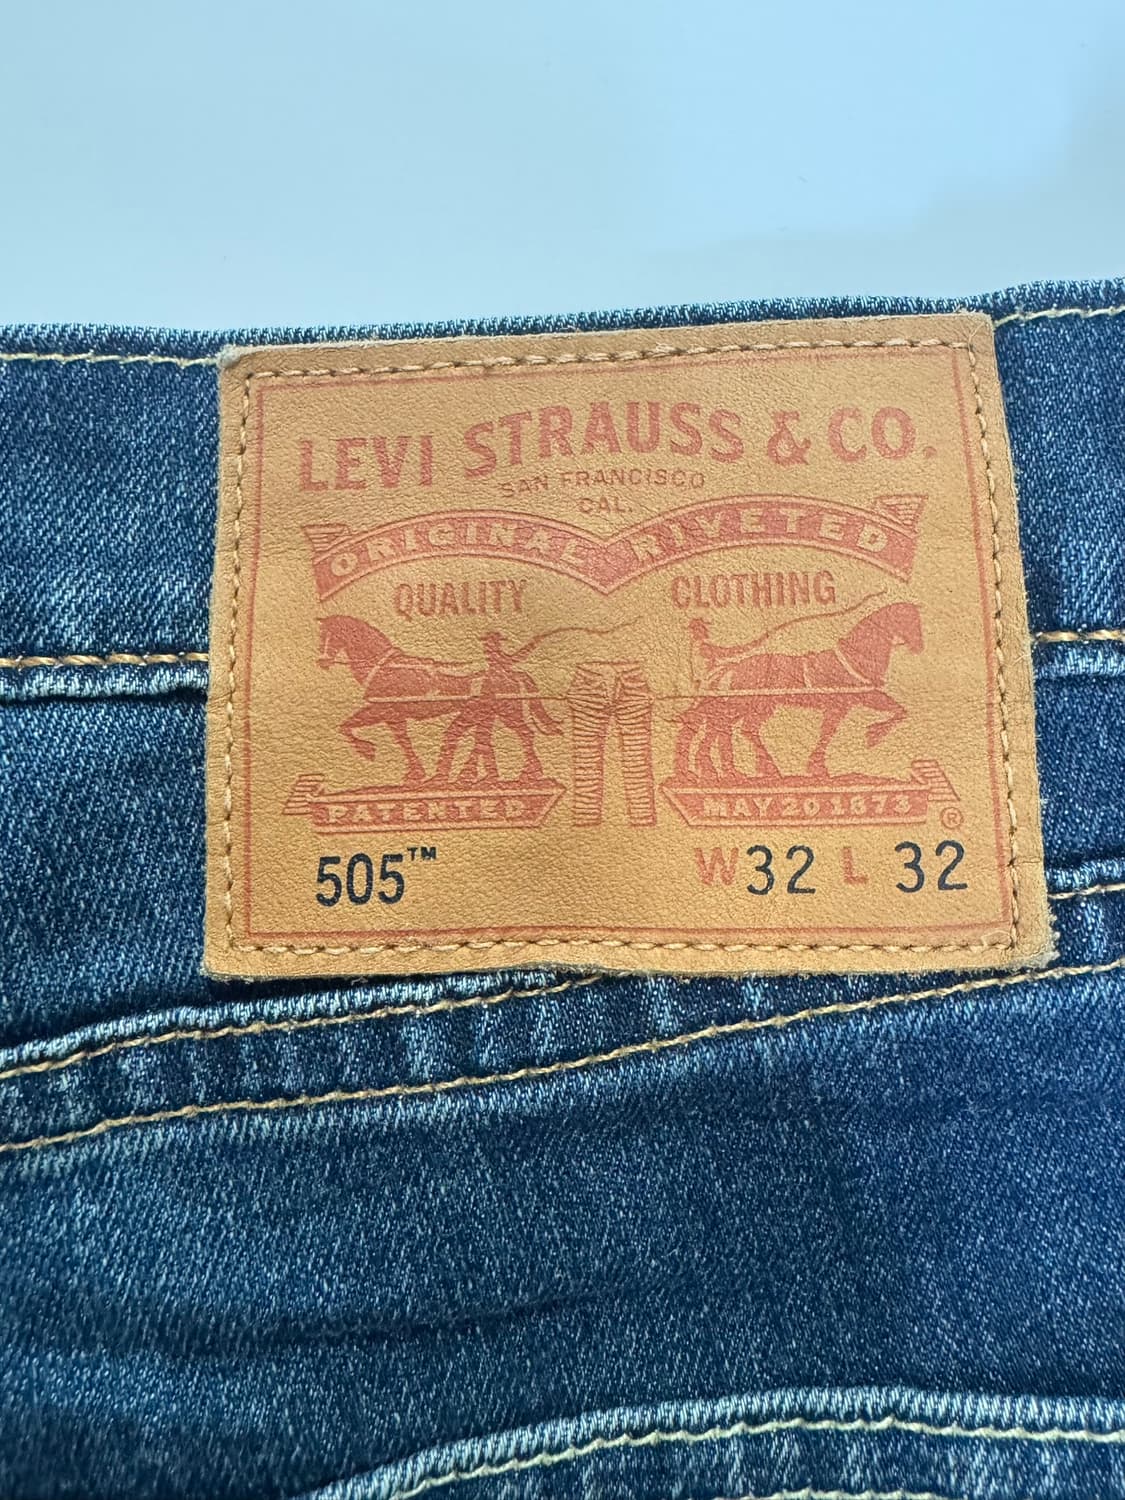 LEVI STRAUSS & CO.
SAN FRANCISCO
CAL.
ORIGINAL RIVETED
QUALITY CLOTHING
PATENTED MAY 20 1873 ®
505™ W32 L 32